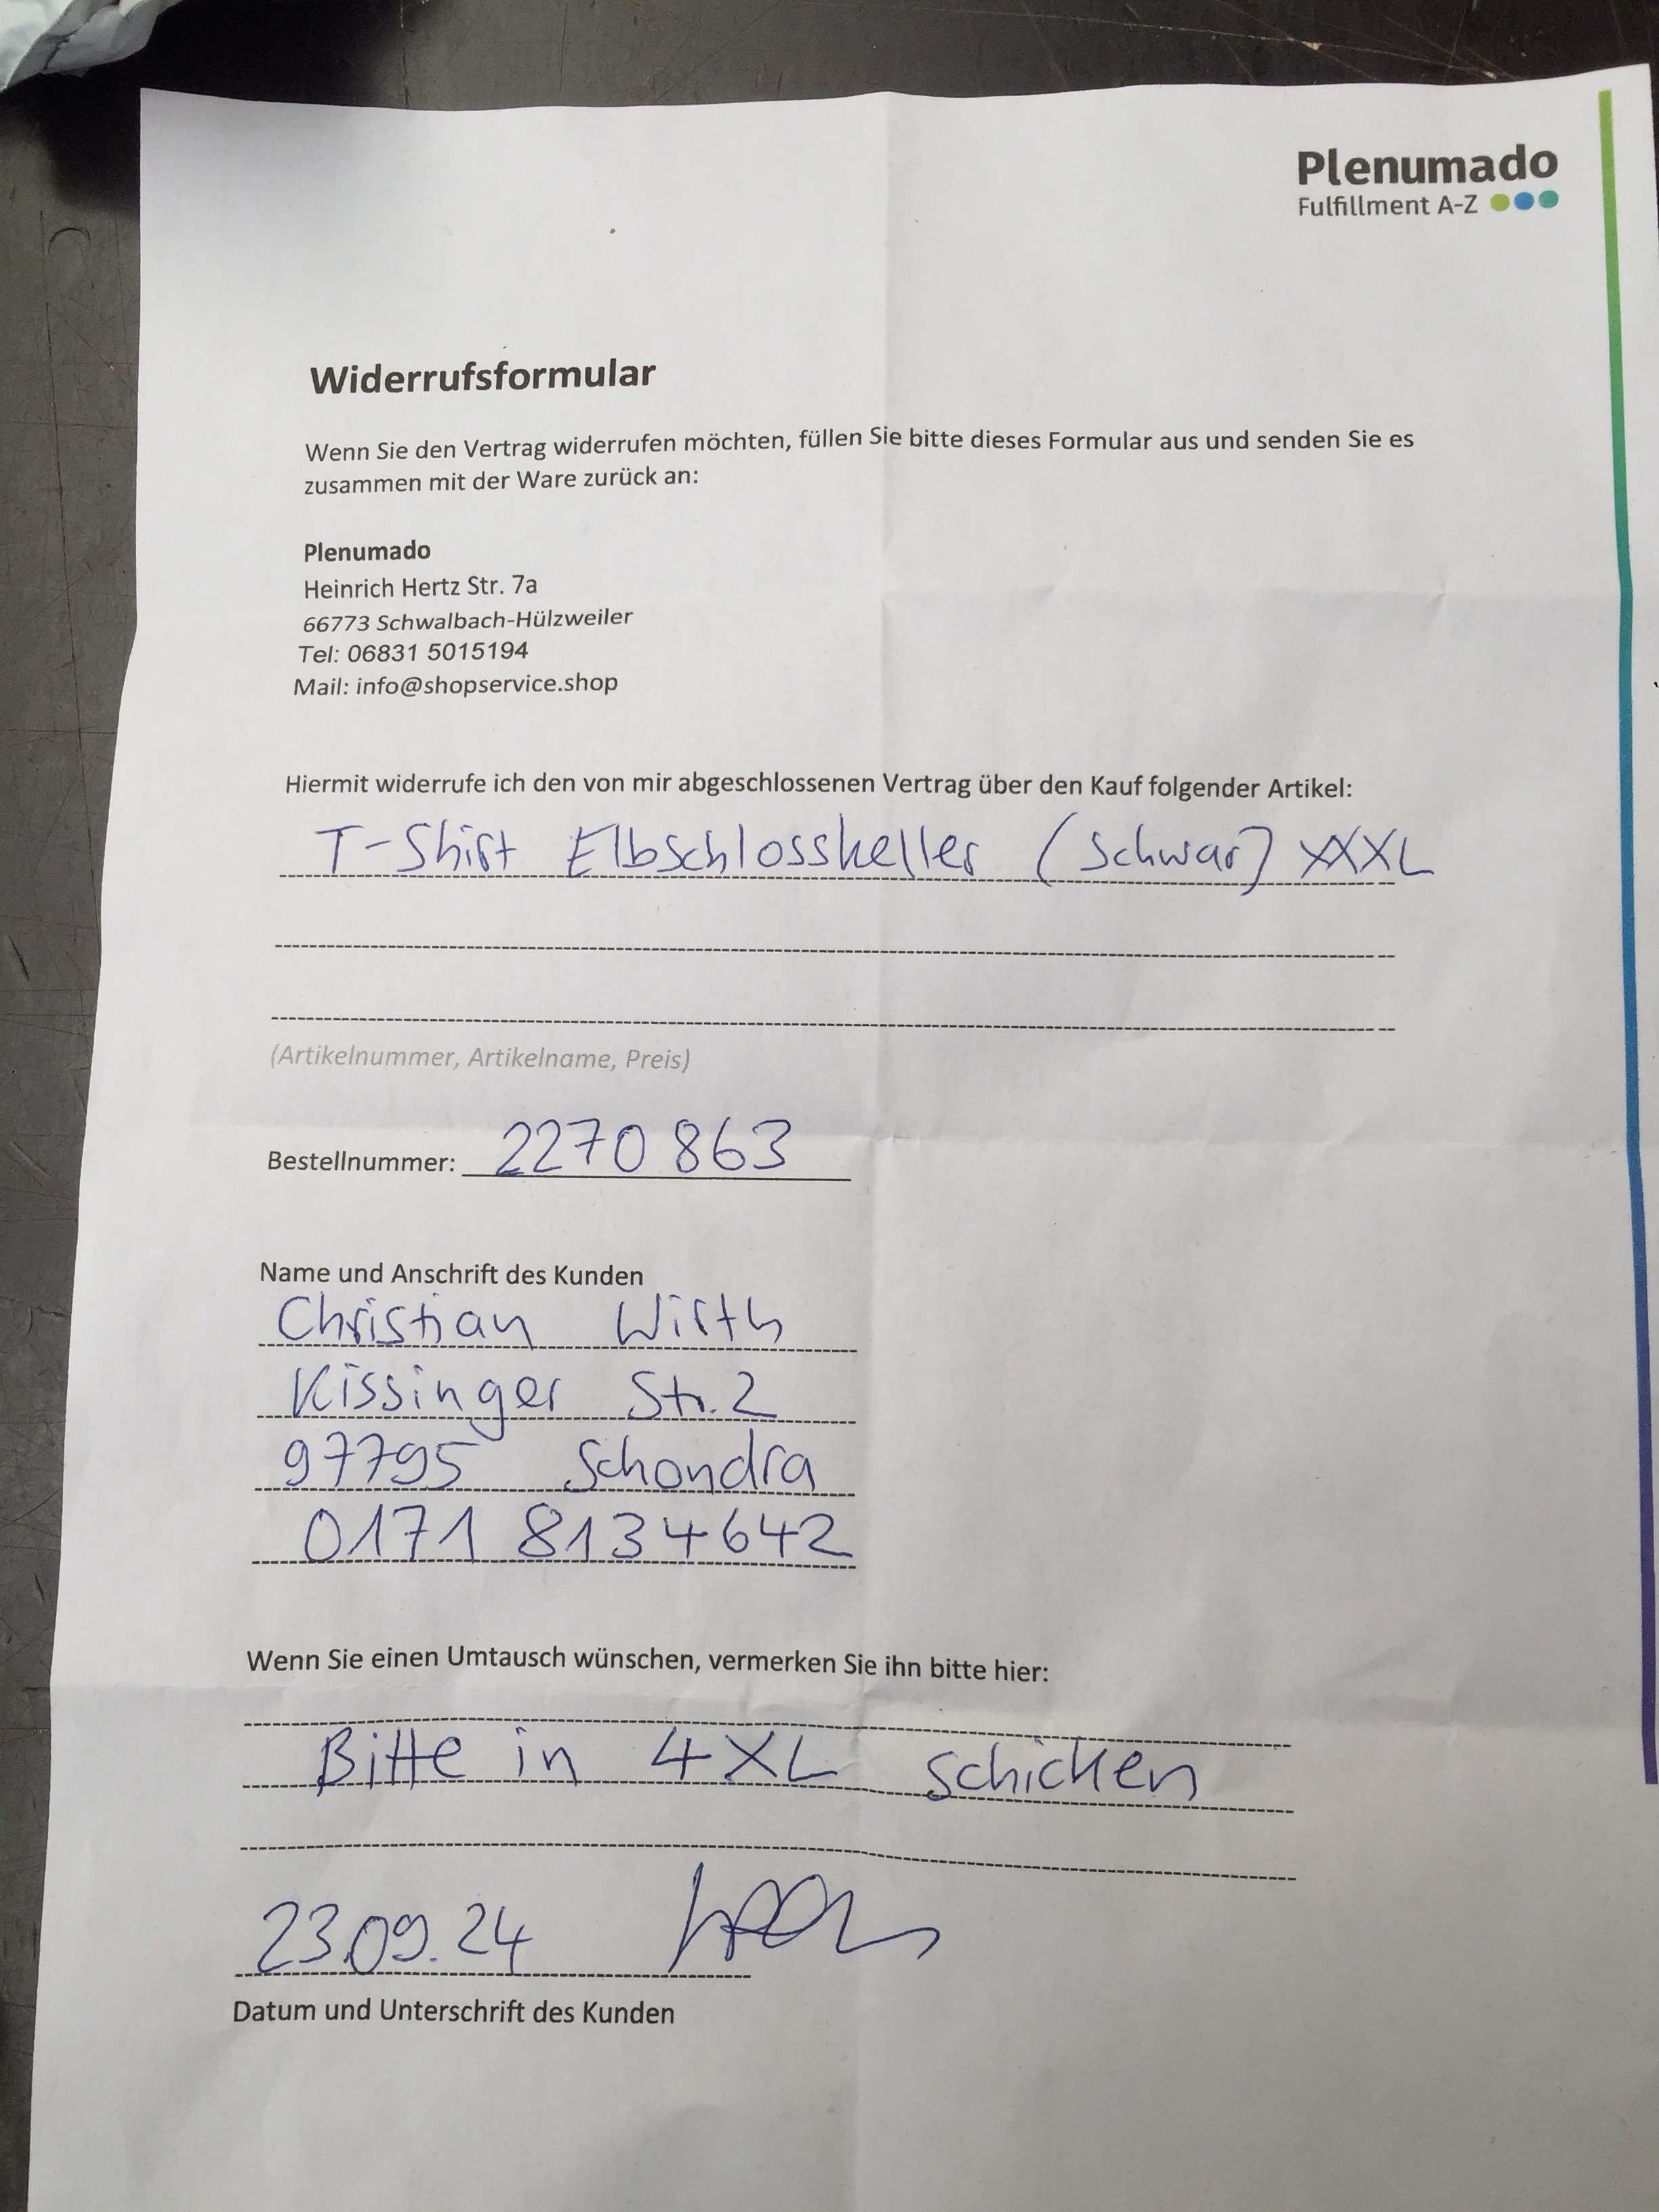 Plenumado
Fulfillment A-Z
Widerrufsformular
Wenn Sie den Vertrag widerrufen möchten, füllen Sie bitte dieses Formular aus und senden Sie es
zusammen mit der Ware zurück an:
Plenumado
Heinrich Hertz Str. 7a
66773 Schwalbach-Hülzweiler
Tel: 06831 5015194
Mail: info@shopservice.shop
Hiermit widerrufe ich den von mir abgeschlossenen Vertrag über den Kauf folgender Artikel:
T-Shirt Elbschlosskeller (Schwarz) XXXL
(Artikelnummer, Artikelname, Preis)
Bestellnummer: 2270 863
Name und Anschrift des Kunden
Christian Wirth
Kissinger Str. 2
97795 Schondra
0171 8134642
Wenn Sie einen Umtausch wünschen, vermerken Sie ihn bitte hier:
Bitte in 4XL schicken
23.09.24
Datum und Unterschrift des Kunden